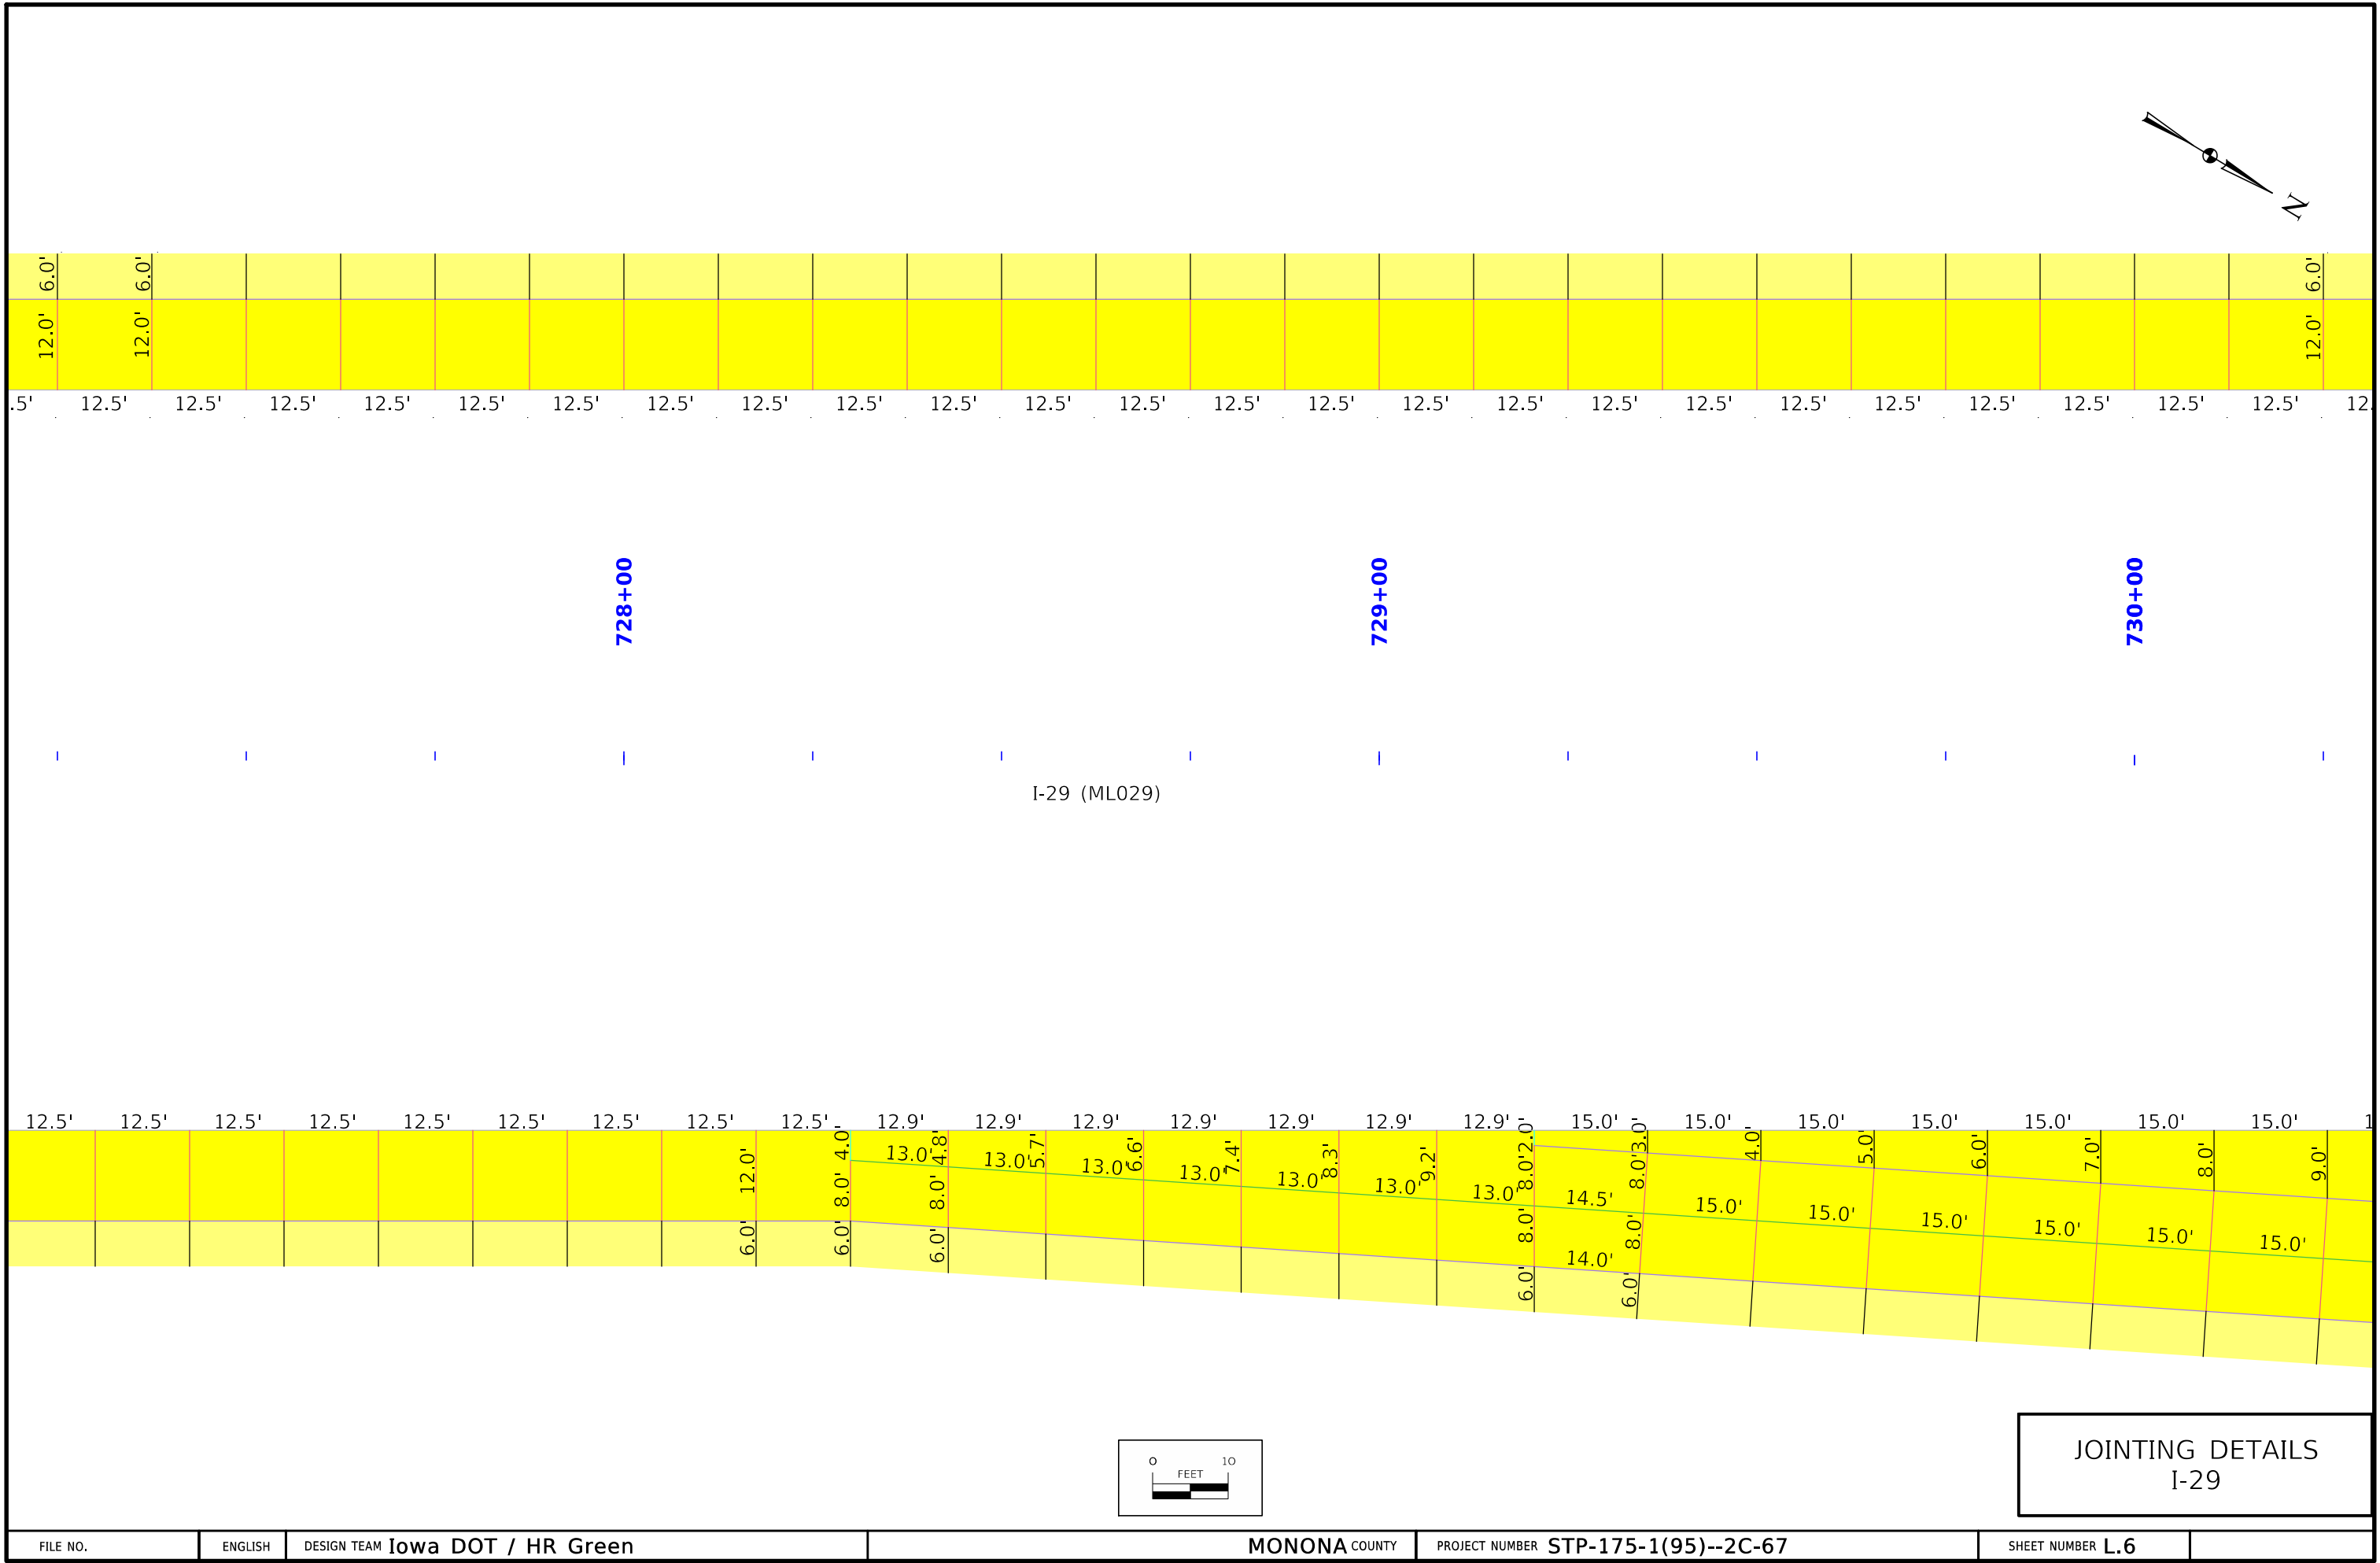 N
6.0' 6.0' 6.0'
12.0' 12.0' 12.0'
.5' 12.5' 12.5' 12.5' 12.5' 12.5' 12.5' 12.5' 12.5' 12.5' 12.5' 12.5' 12.5' 12.5' 12.5' 12.5' 12.5' 12.5' 12.5' 12.5' 12.5' 12.5' 12.5' 12.5' 12.5' 12.
728+00 729+00 730+00
I-29 (ML029)
12.5' 12.5' 12.5' 12.5' 12.5' 12.5' 12.5' 12.5' 12.5' 12.9' 12.9' 12.9' 12.9' 12.9' 12.9' 12.9' 15.0' 15.0' 15.0' 15.0' 15.0' 15.0' 15.0' 1
12.0' 4.0' 4.8' 5.7' 6.6' 7.4' 8.3' 9.2' 2.0' 3.0' 4.0' 5.0' 6.0' 7.0' 8.0' 9.0'
13.0' 13.0' 13.0' 13.0' 13.0' 13.0' 13.0'
8.0' 8.0' 8.0' 8.0'
14.5' 15.0' 15.0' 15.0' 15.0' 15.0' 15.0'
8.0' 8.0'
14.0'
6.0' 6.0' 6.0' 6.0' 6.0'
0 10
FEET
JOINTING DETAILS
I-29
FILE NO. ENGLISH DESIGN TEAM Iowa DOT / HR Green MONONA COUNTY PROJECT NUMBER STP-175-1(95)--2C-67 SHEET NUMBER L.6